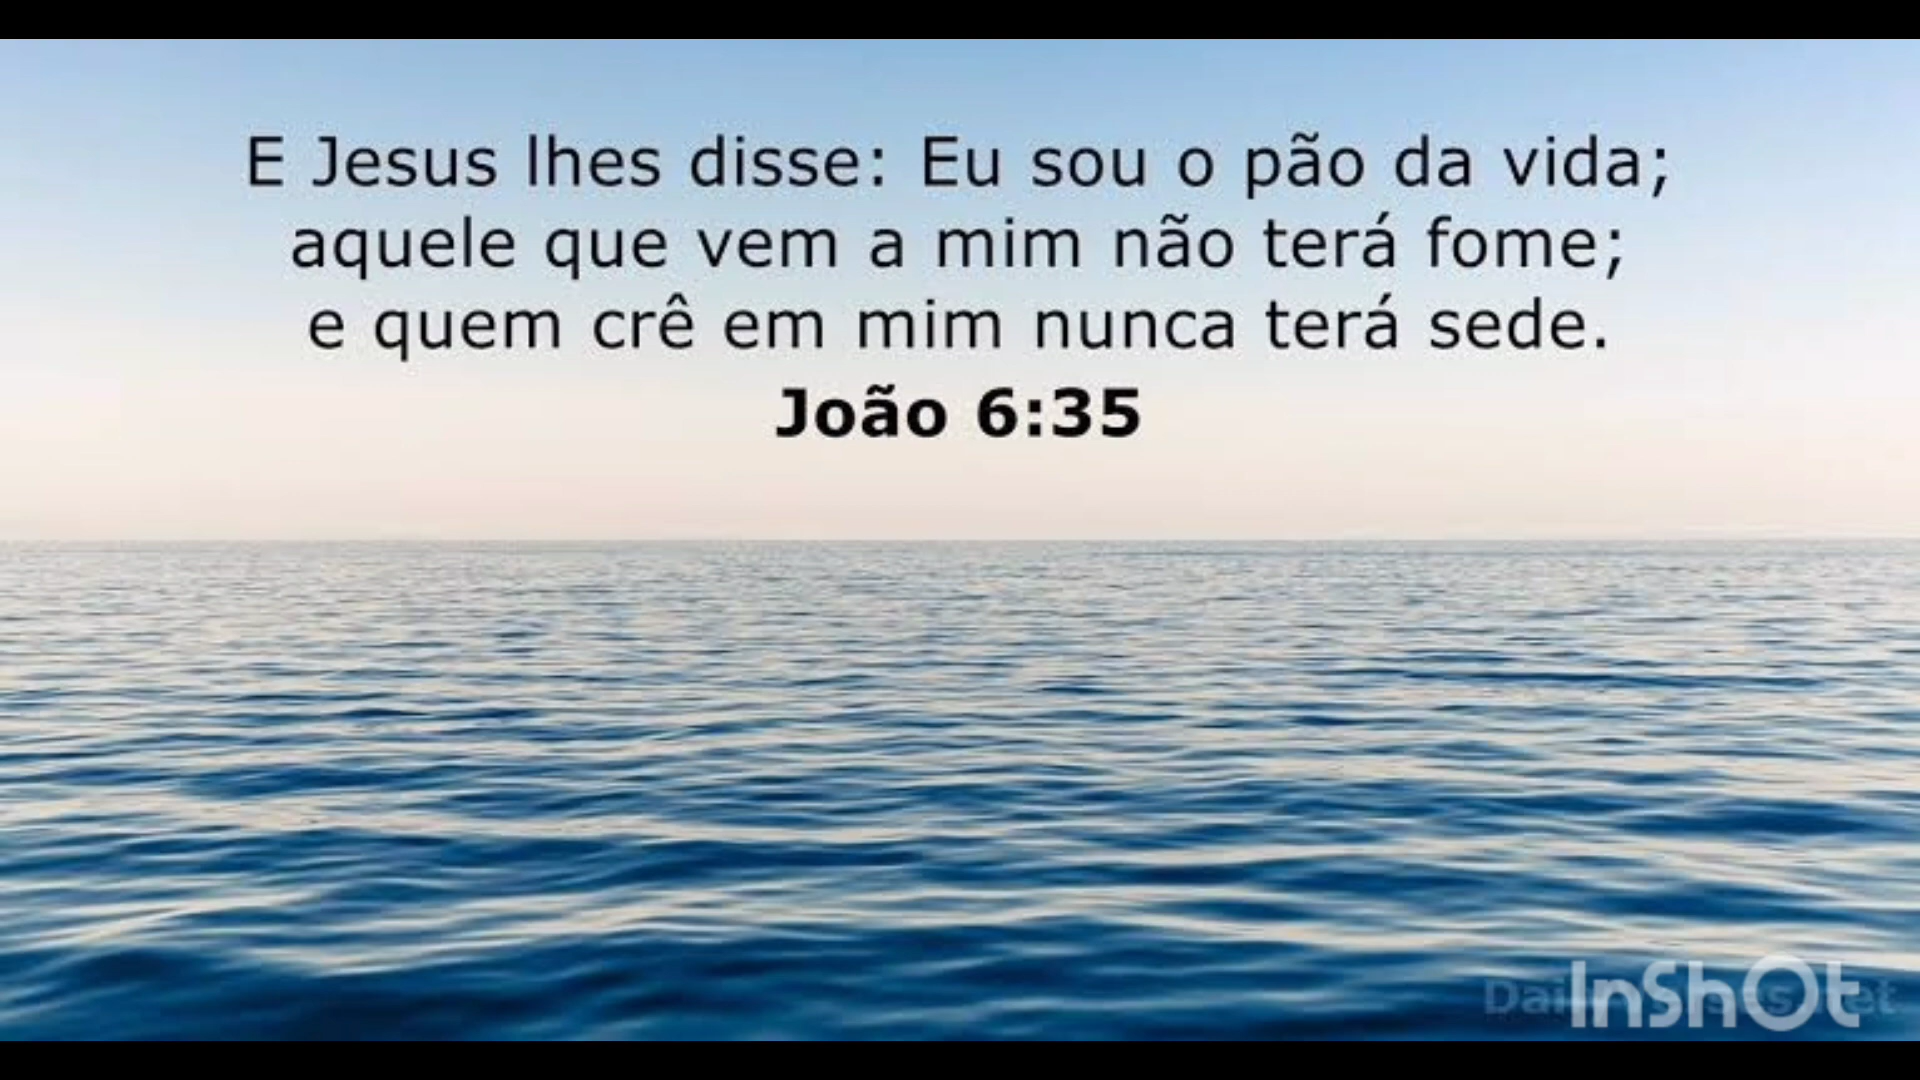 E Jesus lhes disse: Eu sou o pão da vida;
aquele que vem a mim não terá fome;
e quem crê em mim nunca terá sede.
João 6:35
InShOt